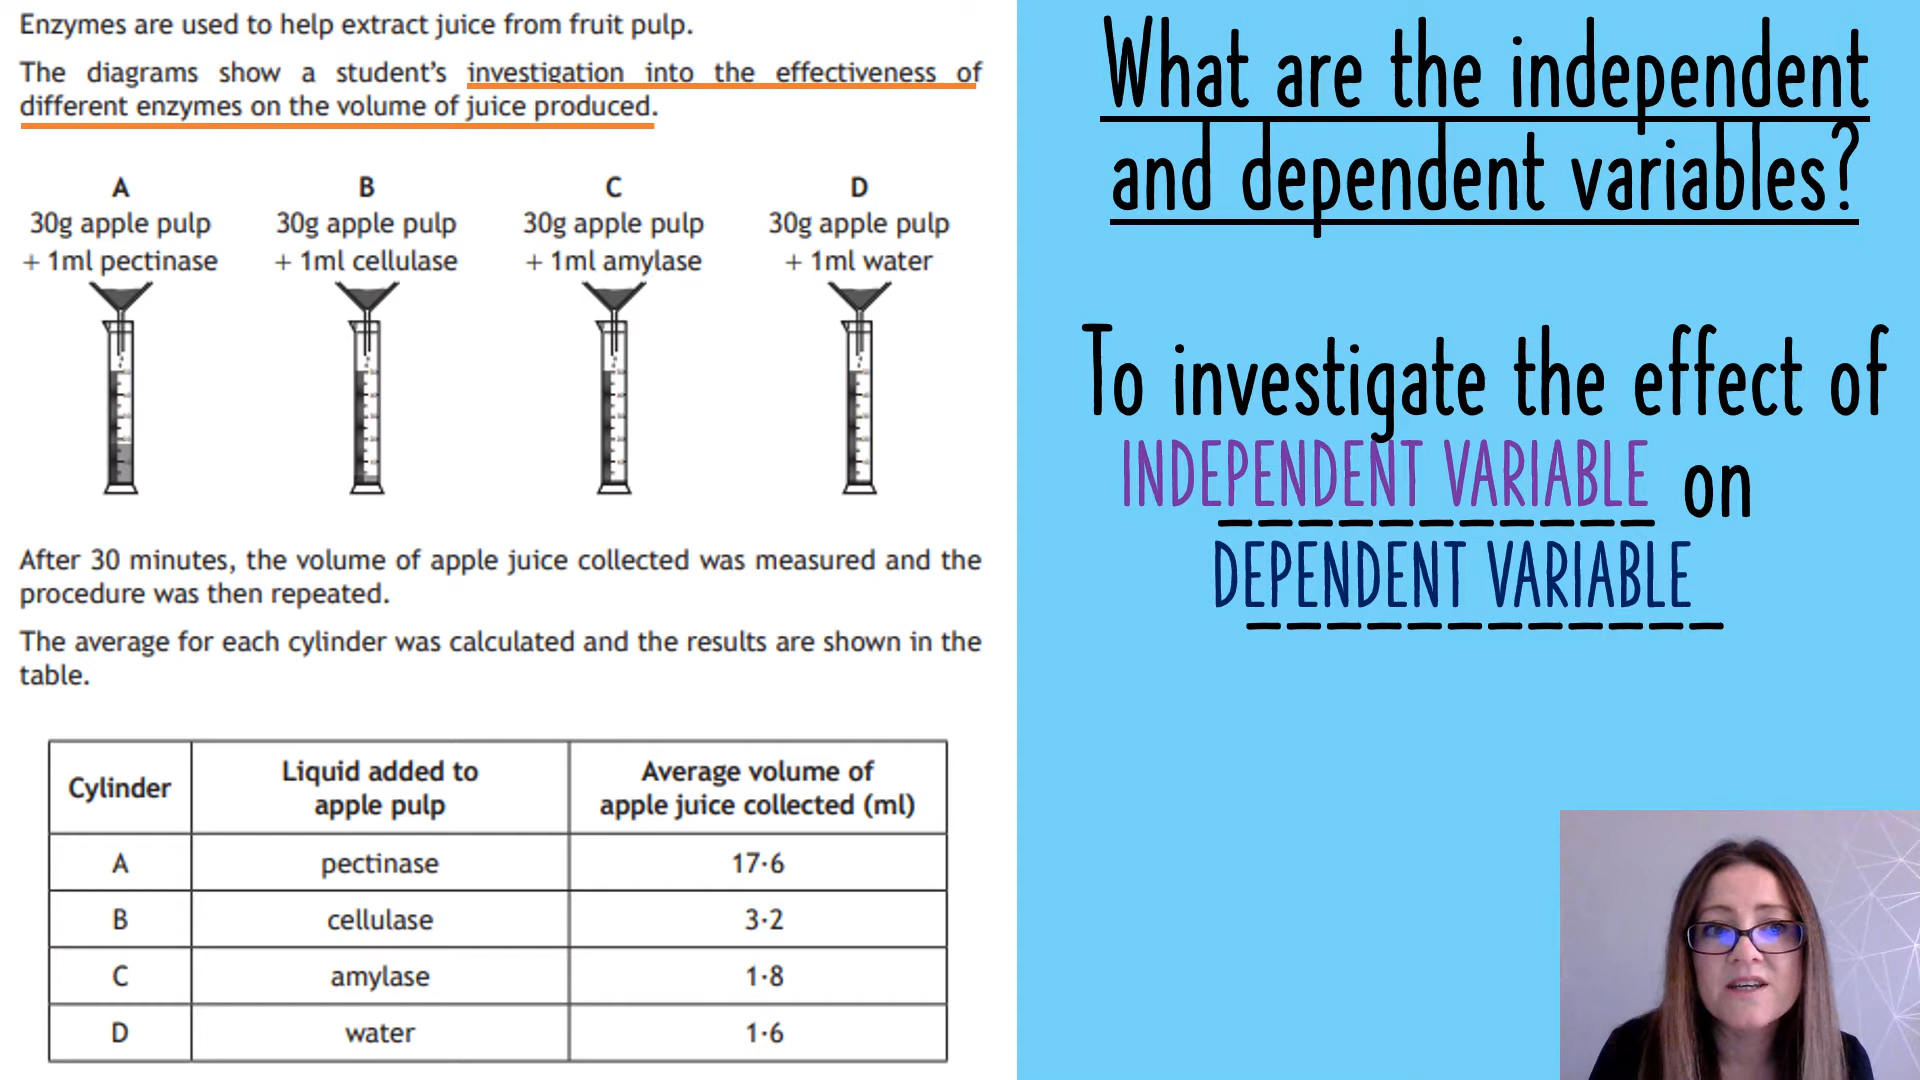 Enzymes are used to help extract juice from fruit pulp.
The diagrams show a student's investigation into the effectiveness of
different enzymes on the volume of juice produced.
A B C D
30g apple pulp 30g apple pulp 30g apple pulp 30g apple pulp
+ 1ml pectinase + 1ml cellulase + 1ml amylase + 1ml water
After 30 minutes, the volume of apple juice collected was measured and the
procedure was then repeated.
The average for each cylinder was calculated and the results are shown in the
table.
Cylinder Liquid added to apple pulp Average volume of apple juice collected (ml)
A pectinase 17·6
B cellulase 3·2
C amylase 1·8
D water 1·6
What are the independent
and dependent variables?
To investigate the effect of
INDEPENDENT VARIABLE on
DEPENDENT VARIABLE